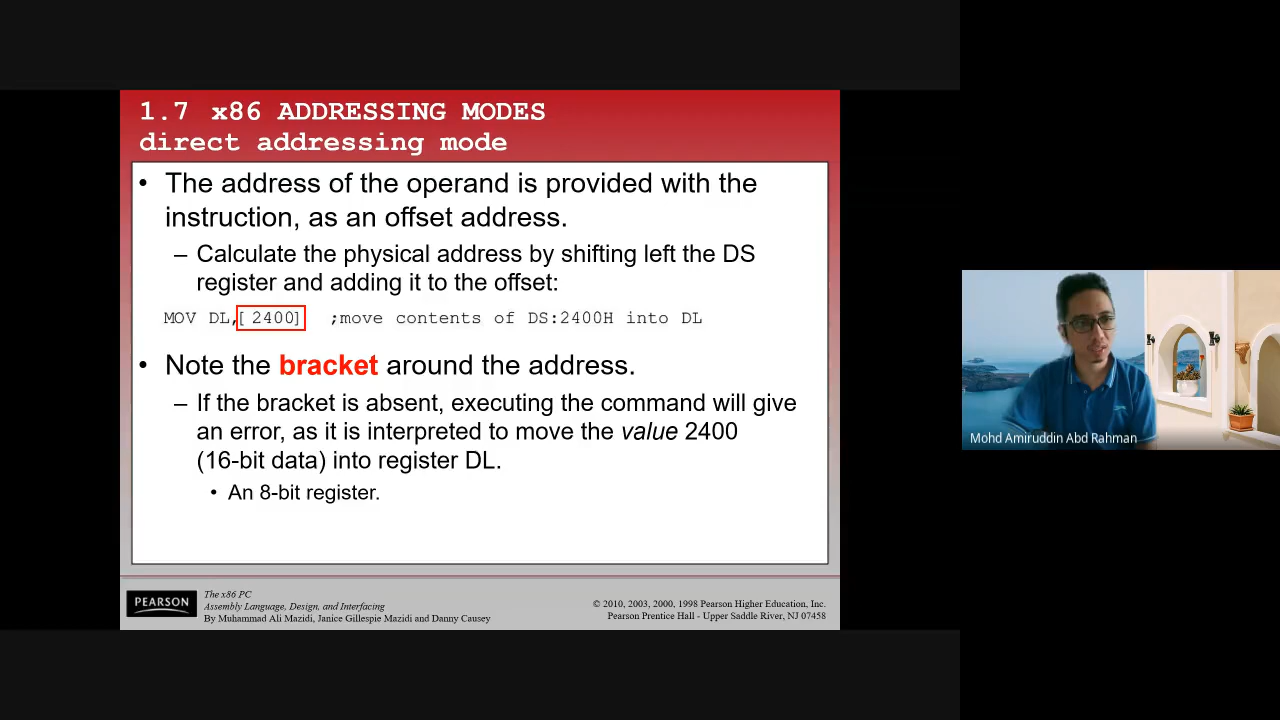 1.7 x86 ADDRESSING MODES
direct addressing mode
• The address of the operand is provided with the
instruction, as an offset address.
– Calculate the physical address by shifting left the DS
register and adding it to the offset:
MOV DL,[ 2400] ;move contents of DS:2400H into DL
• Note the bracket around the address.
– If the bracket is absent, executing the command will give
an error, as it is interpreted to move the value 2400
(16-bit data) into register DL.
• An 8-bit register.
Mohd Amiruddin Abd Rahman
PEARSON
The x86 PC
Assembly Language, Design, and Interfacing
By Muhammad Ali Mazidi, Janice Gillespie Mazidi and Danny Causey
© 2010, 2003, 2000, 1998 Pearson Higher Education, Inc.
Pearson Prentice Hall - Upper Saddle River, NJ 07458